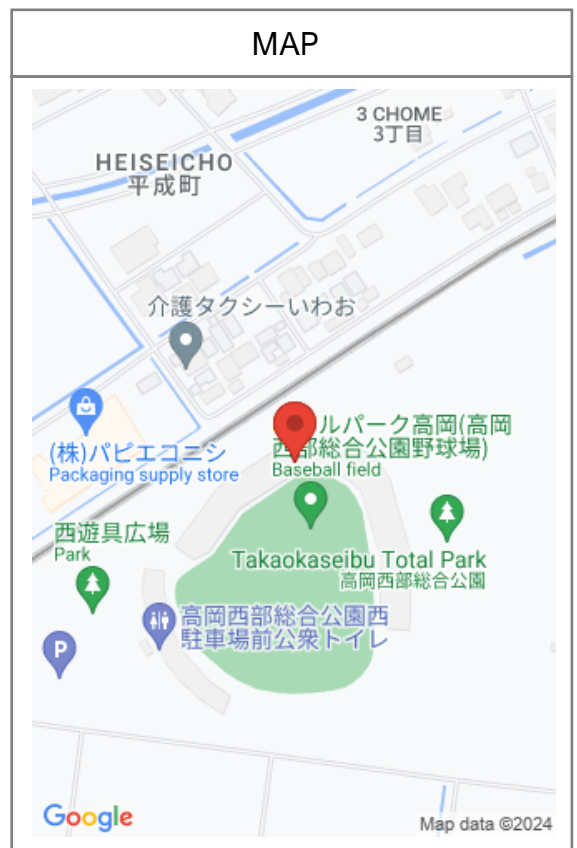 MAP
3 CHOME
3丁目
HEISEICHO
平成町
介護タクシーいわお
ルパーク高岡(高岡
西部総合公園野球場)
Baseball field
(株)パピエコニシ
Packaging supply store
西遊具広場
Park
Takaokaseibu Total Park
高岡西部総合公園
高岡西部総合公園西
駐車場前公衆トイレ
P
Google
Map data ©2024